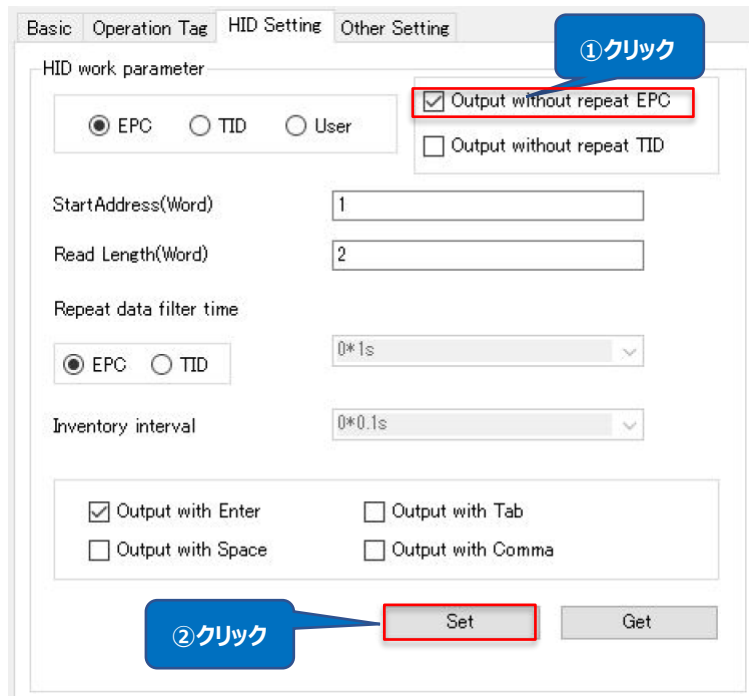 Basic Operation Tag HID Setting Other Setting
①クリック
HID work parameter
EPC TID User
Output without repeat EPC
Output without repeat TID
StartAddress(Word) 1
Read Length(Word) 2
Repeat data filter time
EPC TID 0*1s
Inventory interval 0*0.1s
Output with Enter Output with Tab
Output with Space Output with Comma
②クリック Set Get